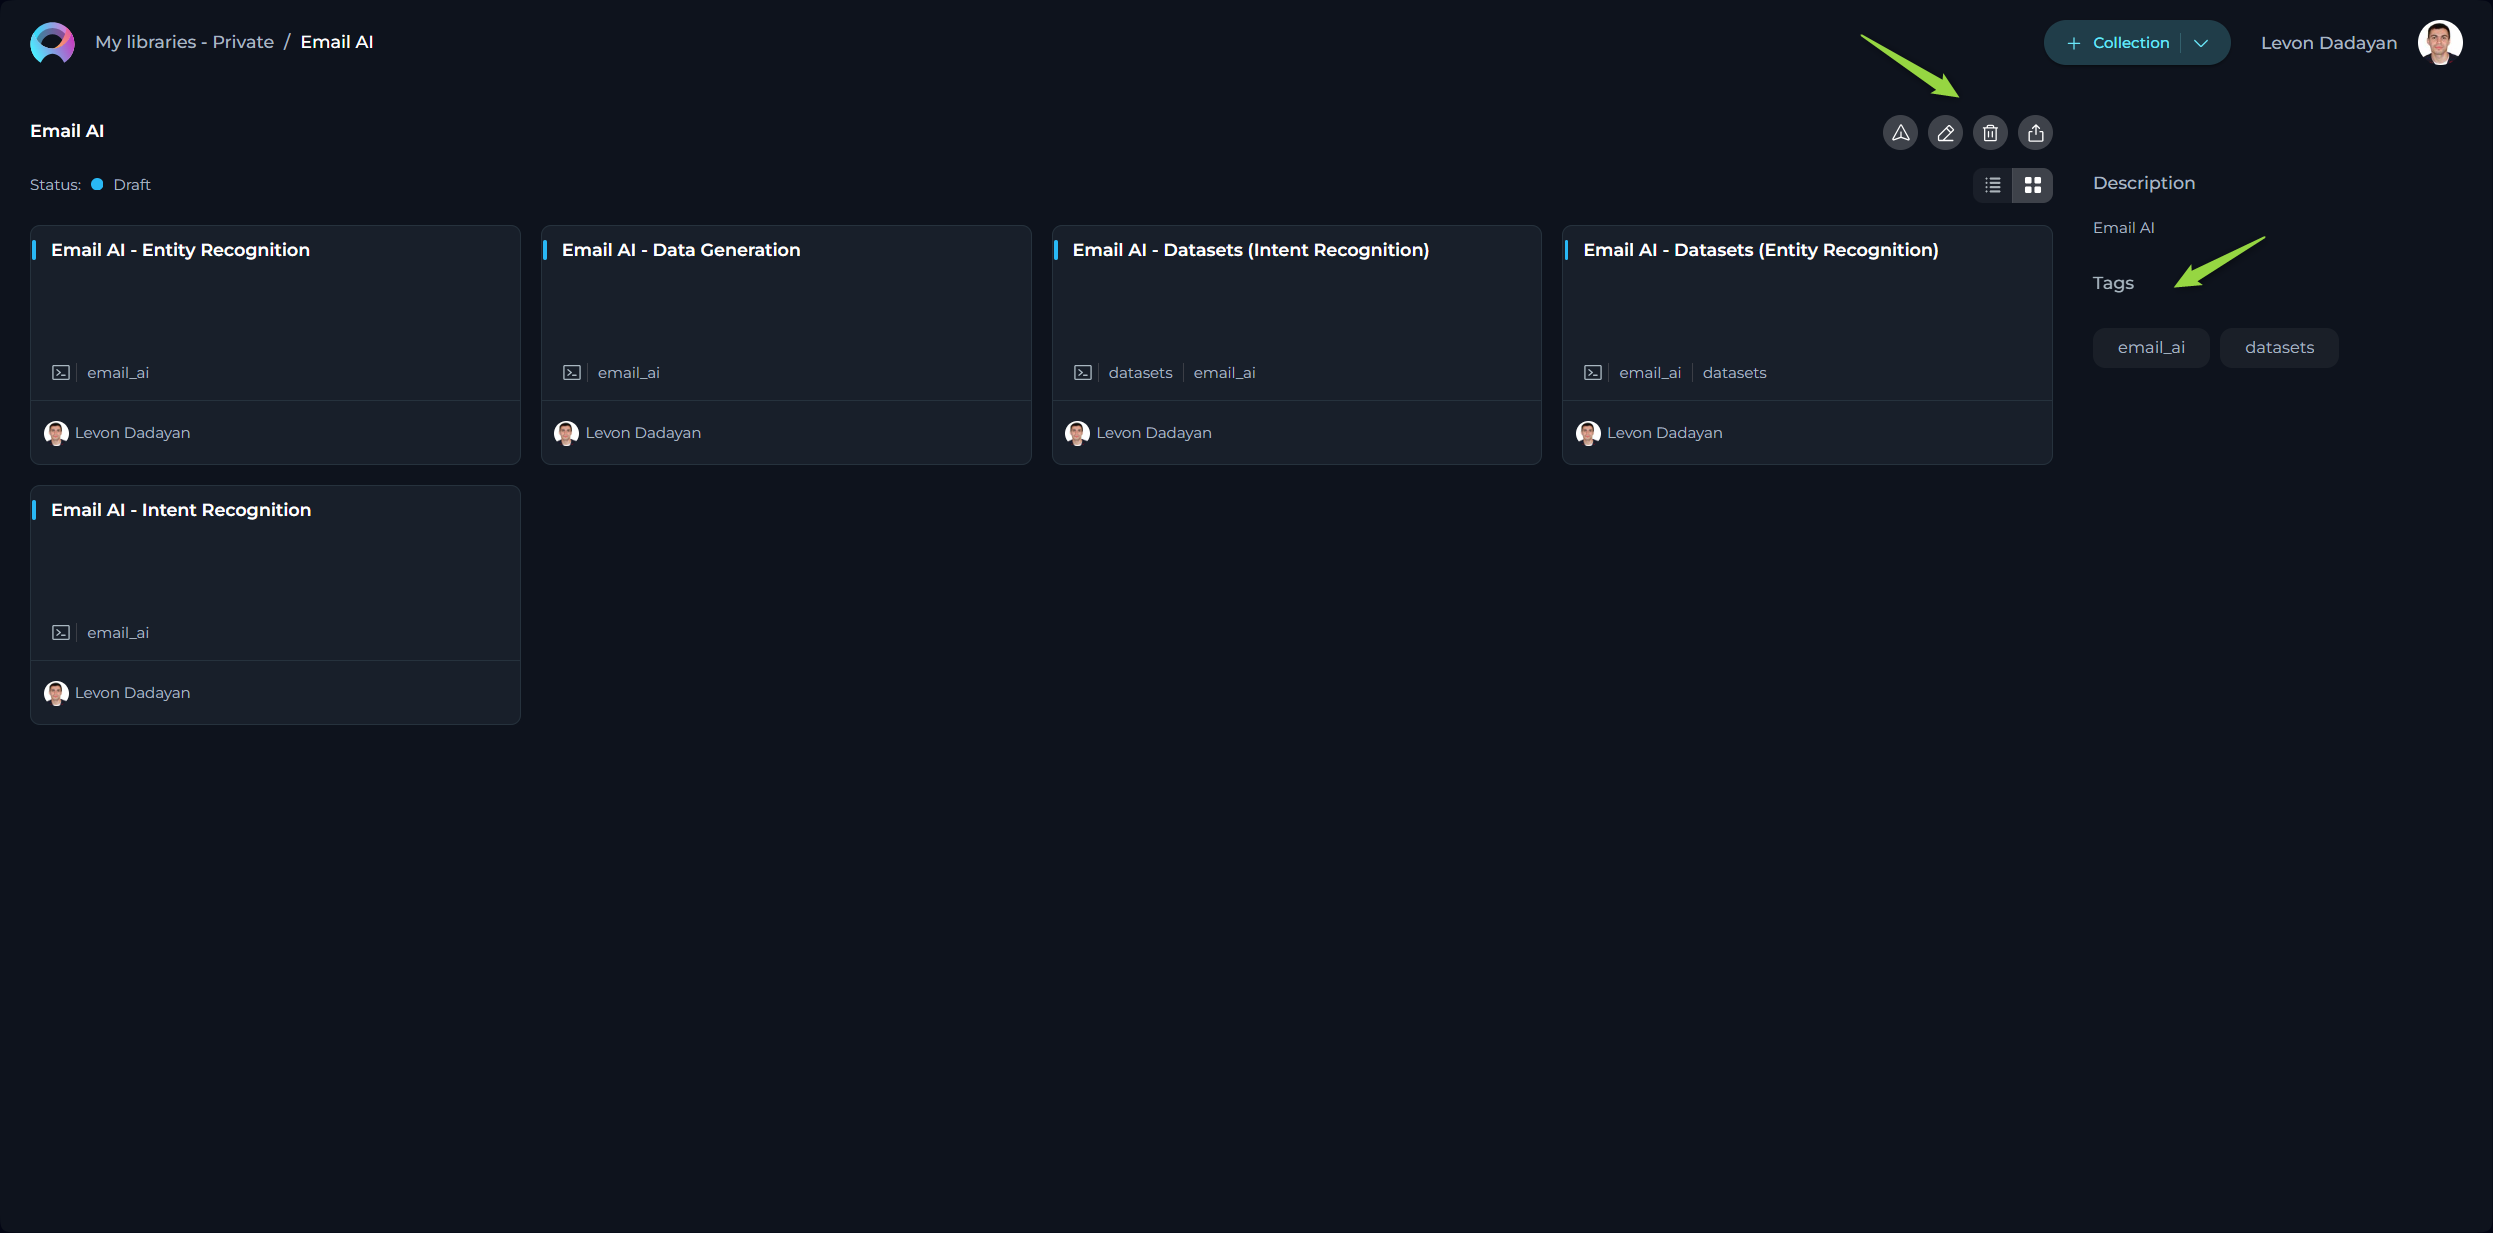 My libraries - Private / Email AI
+ Collection
Levon Dadayan
Email AI
Status: Draft
Email AI - Entity Recognition
email_ai
Levon Dadayan
Email AI - Data Generation
email_ai
Levon Dadayan
Email AI - Datasets (Intent Recognition)
datasets email_ai
Levon Dadayan
Email AI - Datasets (Entity Recognition)
email_ai datasets
Levon Dadayan
Email AI - Intent Recognition
email_ai
Levon Dadayan
Description
Email AI
Tags
email_ai datasets